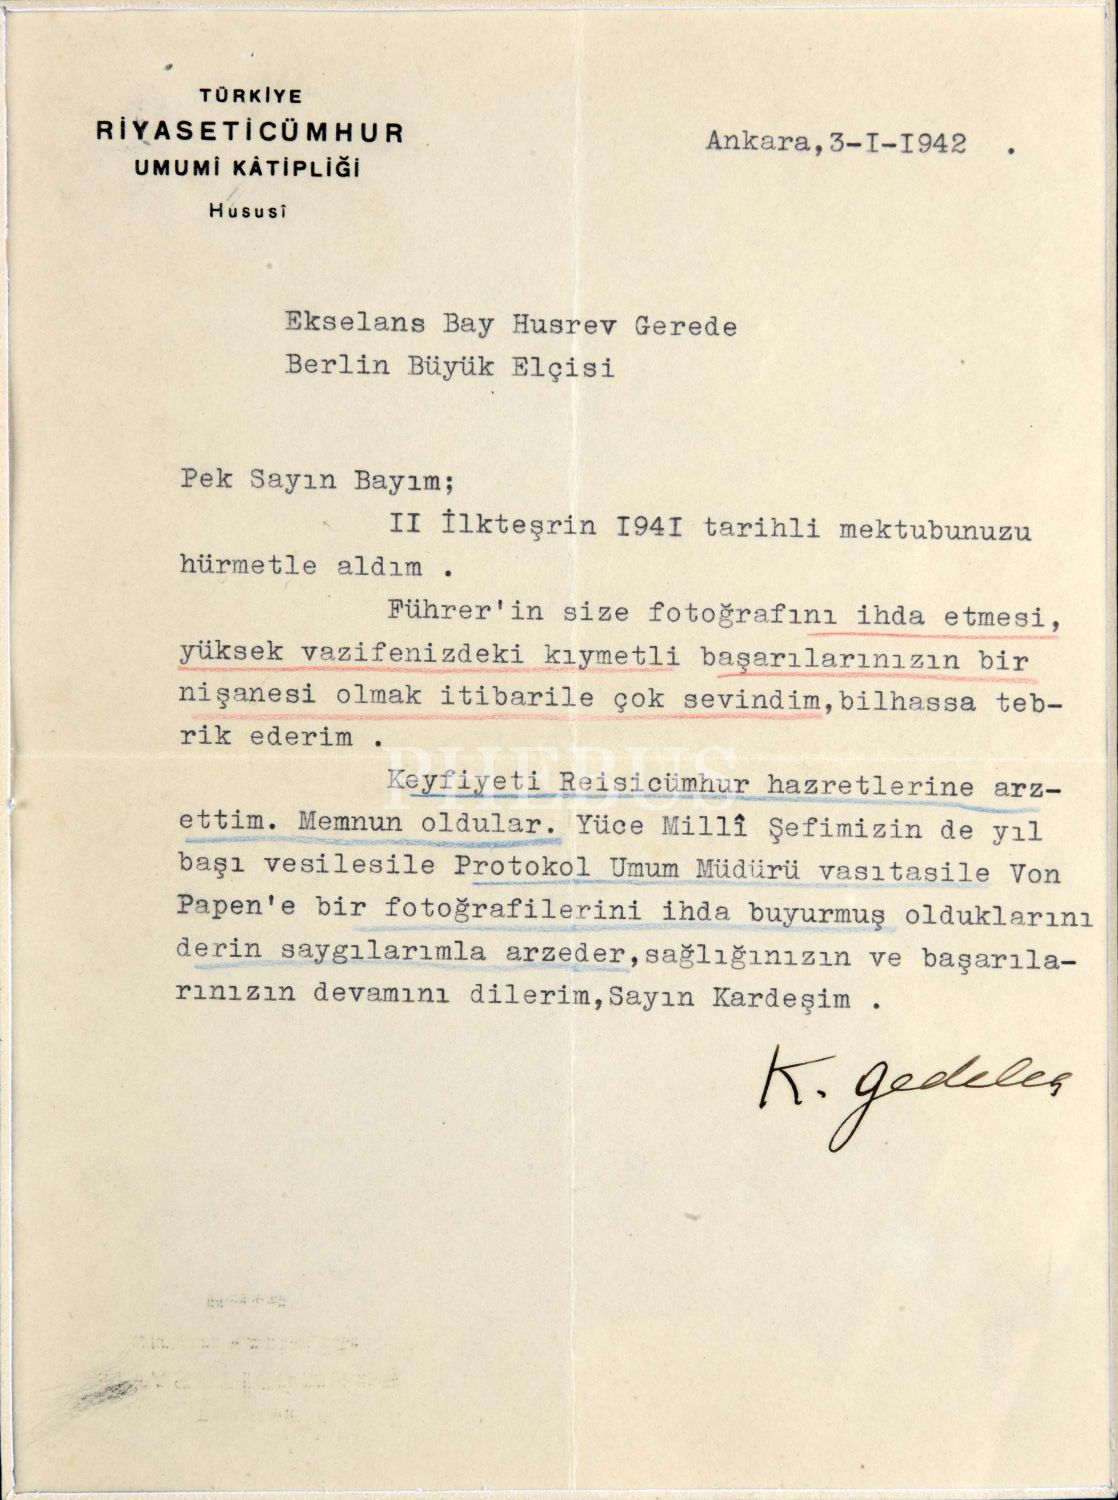 TÜRKİYE
RİYASETİCÜMHUR
UMUMÎ KÂTİPLİĞİ
Hususî
Ankara,3-I-I942 .
Ekselans Bay Husrev Gerede
Berlin Büyük Elçisi
Pek Sayın Bayım;
II İlkteşrin I94I tarihli mektubunuzu
hürmetle aldım .
Führer'in size fotoğrafını ihda etmesi,
yüksek vazifenizdeki kıymetli başarılarınızın bir
nişanesi olmak itibarile çok sevindim,bilhassa teb-
rik ederim .
PHEBUS
Keyfiyeti Reisicümhur hazretlerine arz-
ettim. Memnun oldular. Yüce Millî Şefimizin de yıl
başı vesilesile Protokol Umum Müdürü vasıtasile Von
Papen'e bir fotoğrafilerini ihda buyurmuş olduklarını
derin saygılarımla arzeder,sağlığınızın ve başarıla-
rınızın devamını dilerim,Sayın Kardeşim .
K. Gedeleç